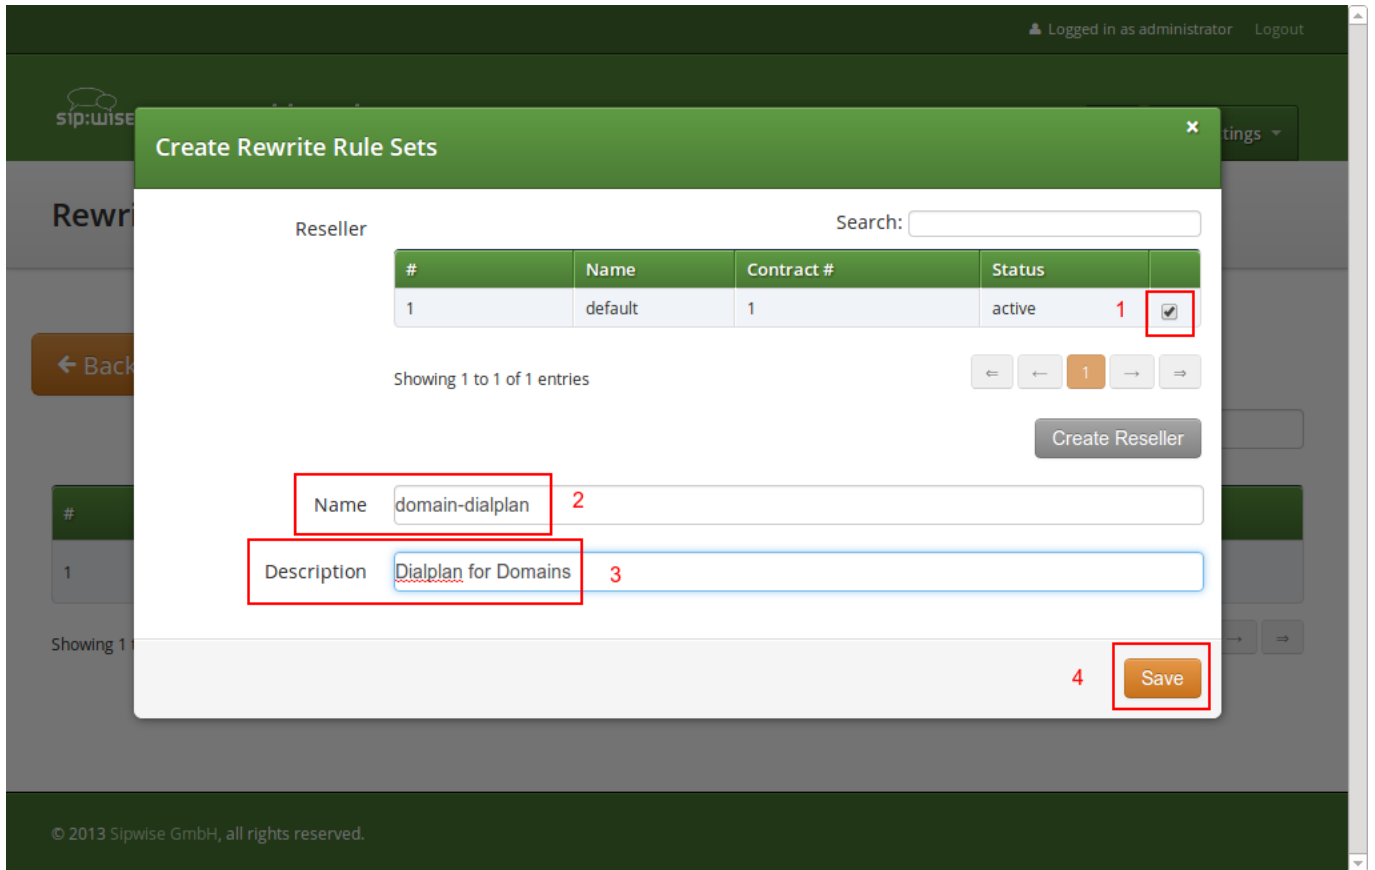 Logged in as administrator Logout
sip:wise
tings
Create Rewrite Rule Sets ×
Rewri
Reseller Search:
# Name Contract # Status
1 default 1 active 1
← Back
Showing 1 to 1 of 1 entries ⇐ ← 1 → ⇒
Create Reseller
Name domain-dialplan 2
#
Description Dialplan for Domains 3
1
Showing 1 → ⇒
4 Save
© 2013 Sipwise GmbH, all rights reserved.